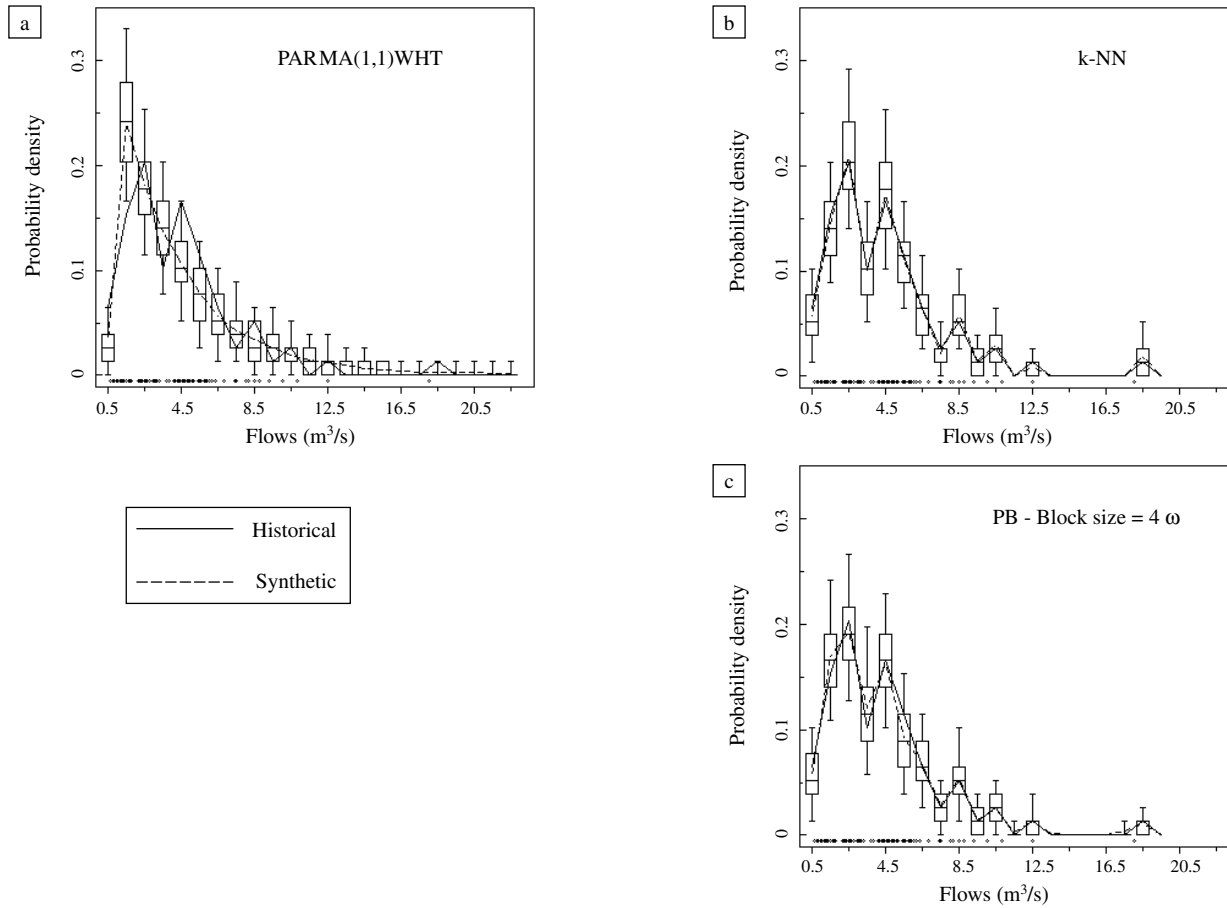 a
PARMA(1,1)WHT
Probability density
0.3
0.2
0.1
0
0.5 4.5 8.5 12.5 16.5 20.5
Flows (m³/s)
b
k-NN
Probability density
0.3
0.2
0.1
0
0.5 4.5 8.5 12.5 16.5 20.5
Flows (m³/s)
Historical
Synthetic
c
PB - Block size = 4 ω
Probability density
0.3
0.2
0.1
0
0.5 4.5 8.5 12.5 16.5 20.5
Flows (m³/s)